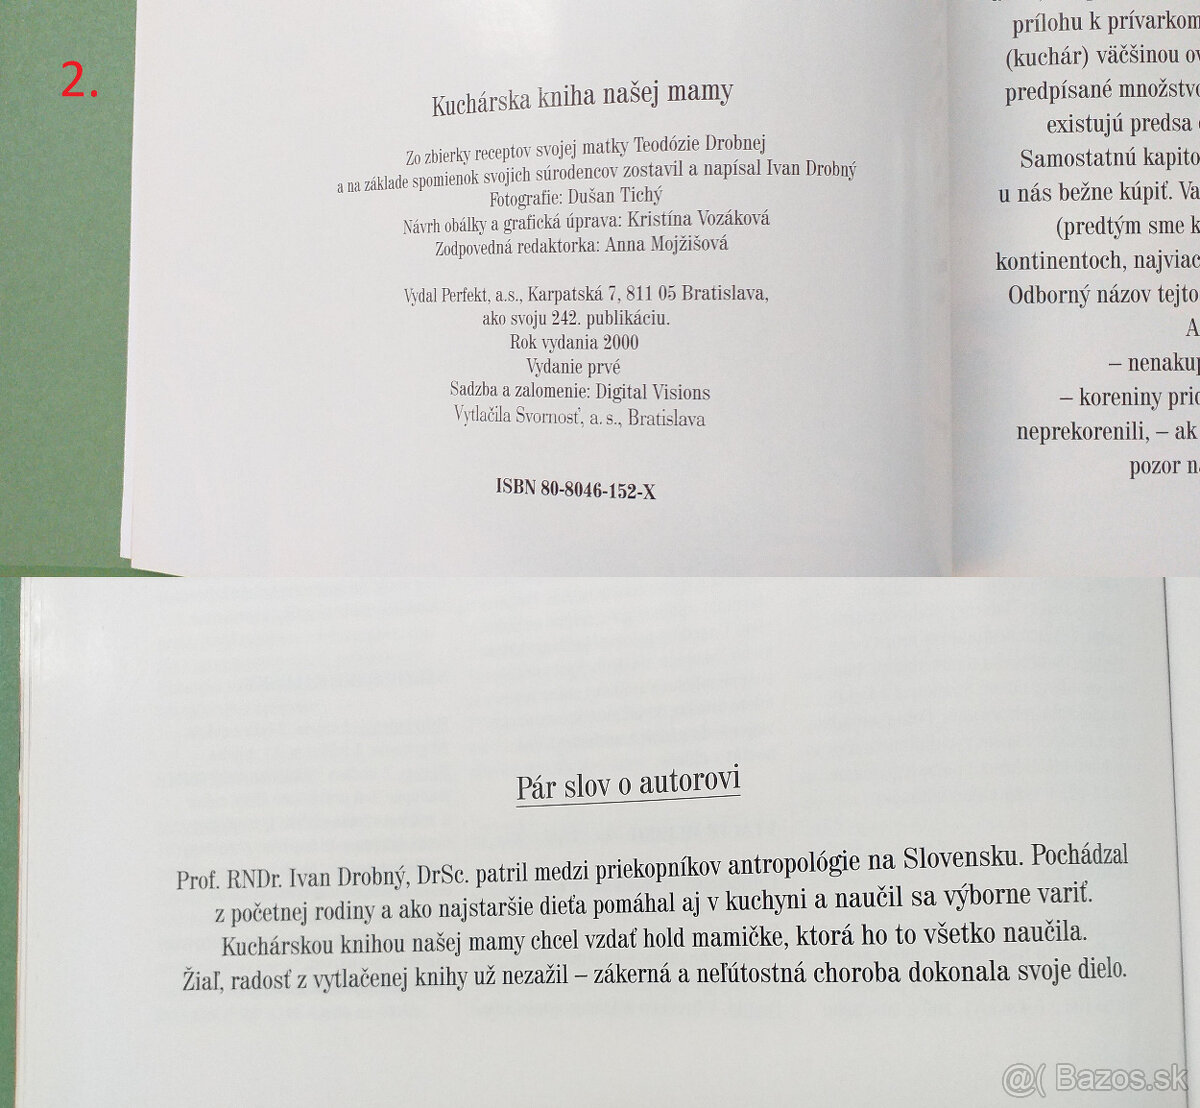 2.
Kuchárska kniha našej mamy
Zo zbierky receptov svojej matky Teodózie Drobnej
a na základe spomienok svojich súrodencov zostavil a napísal Ivan Drobný
Fotografie: Dušan Tichý
Návrh obálky a grafická úprava: Kristína Vozáková
Zodpovedná redaktorka: Anna Mojžišová
Vydal Perfekt, a.s., Karpatská 7, 811 05 Bratislava,
ako svoju 242. publikáciu.
Rok vydania 2000
Vydanie prvé
Sadzba a zalomenie: Digital Visions
Vytlačila Svornosť, a. s., Bratislava
ISBN 80-8046-152-X
prílohu k prívarkom
(kuchár) väčšinou
predpísané
existujú predsa
Samostatnú
u nás bežne kúpiť.
(predtým sme
kontinentoch, najviac
Odborný názov tejto
A
–
– koreniny
neprekorenili, – ak
pozor
Pár slov o autorovi
Prof. RNDr. Ivan Drobný, DrSc. patril medzi priekopníkov antropológie na Slovensku. Pochádzal
z početnej rodiny a ako najstaršie dieťa pomáhal aj v kuchyni a naučil sa výborne variť.
Kuchárskou knihou našej mamy chcel vzdať hold mamičke, ktorá ho to všetko naučila.
Žiaľ, radosť z vytlačenej knihy už nezažil – zákerná a neľútostná choroba dokonala svoje dielo.
@( Bazos.sk